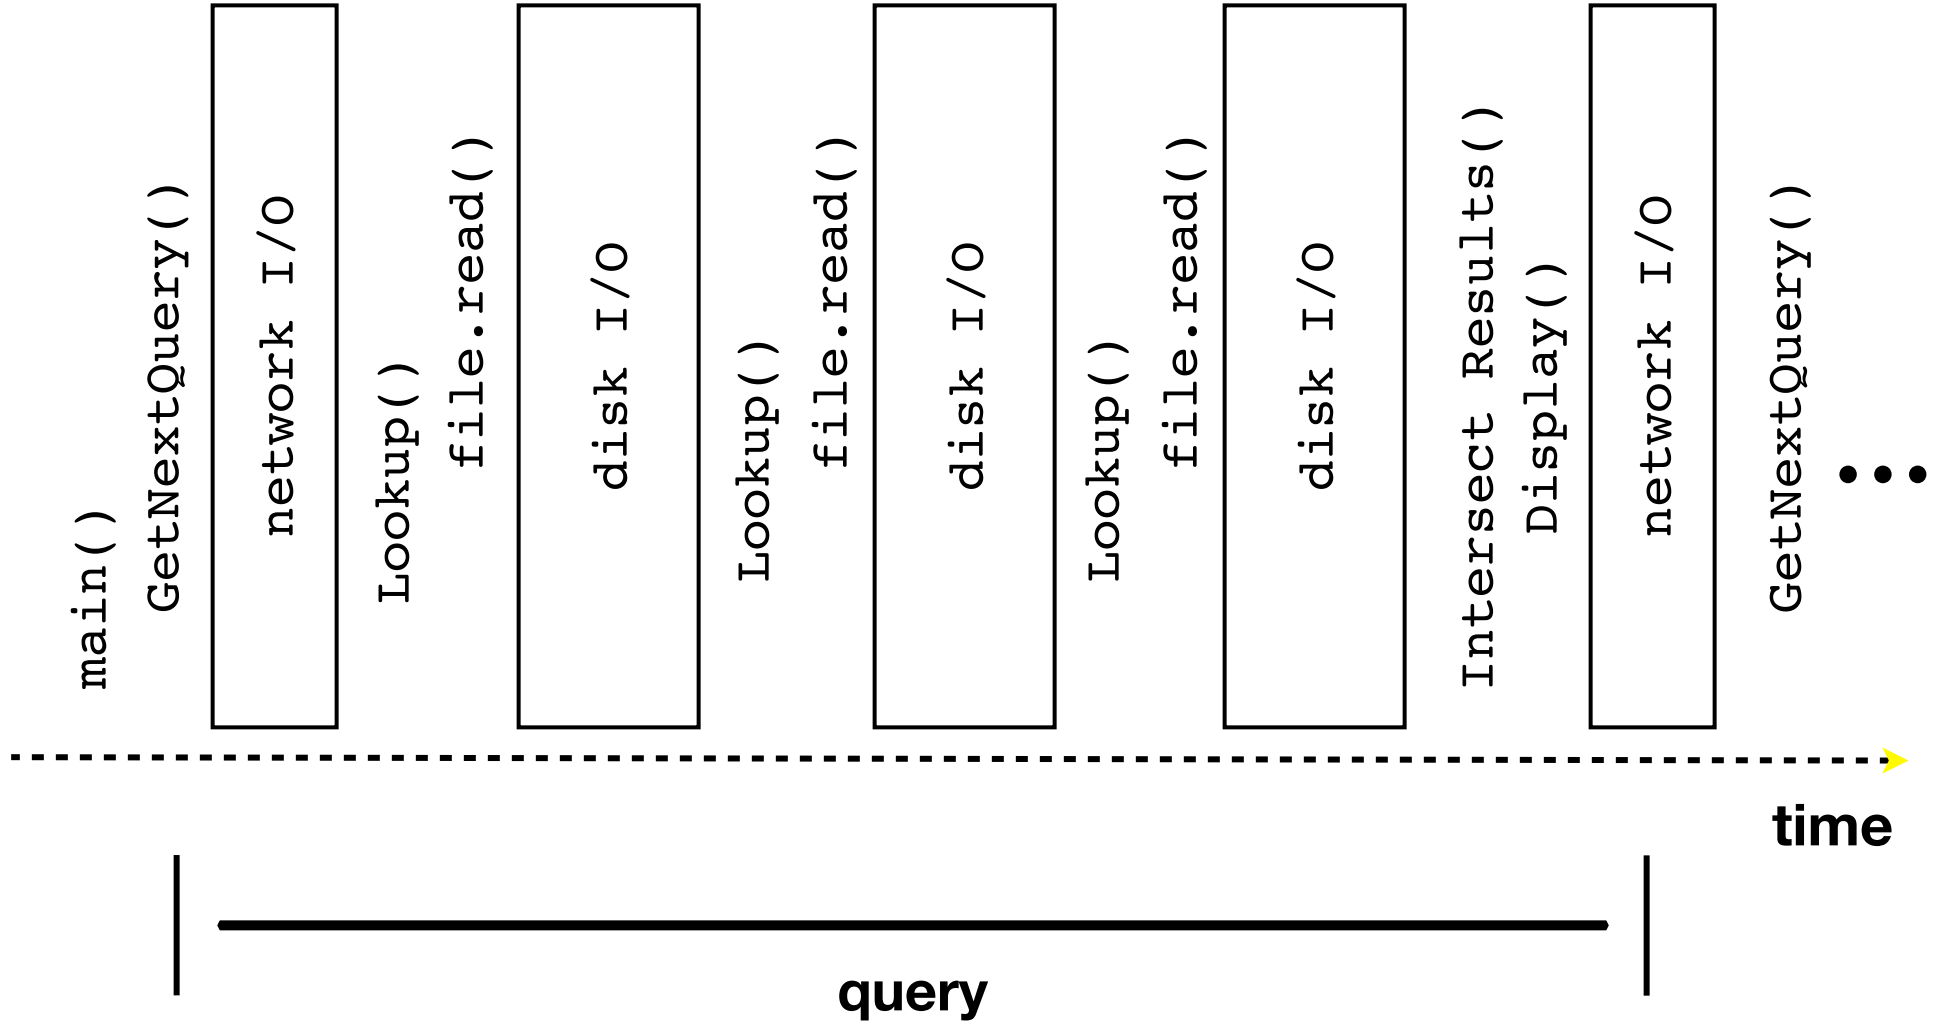 main()
GetNextQuery()
network I/O
Lookup()
file.read()
disk I/O
Lookup()
file.read()
disk I/O
Lookup()
file.read()
disk I/O
Intersect Results()
Display()
network I/O
GetNextQuery()
•••
time
query